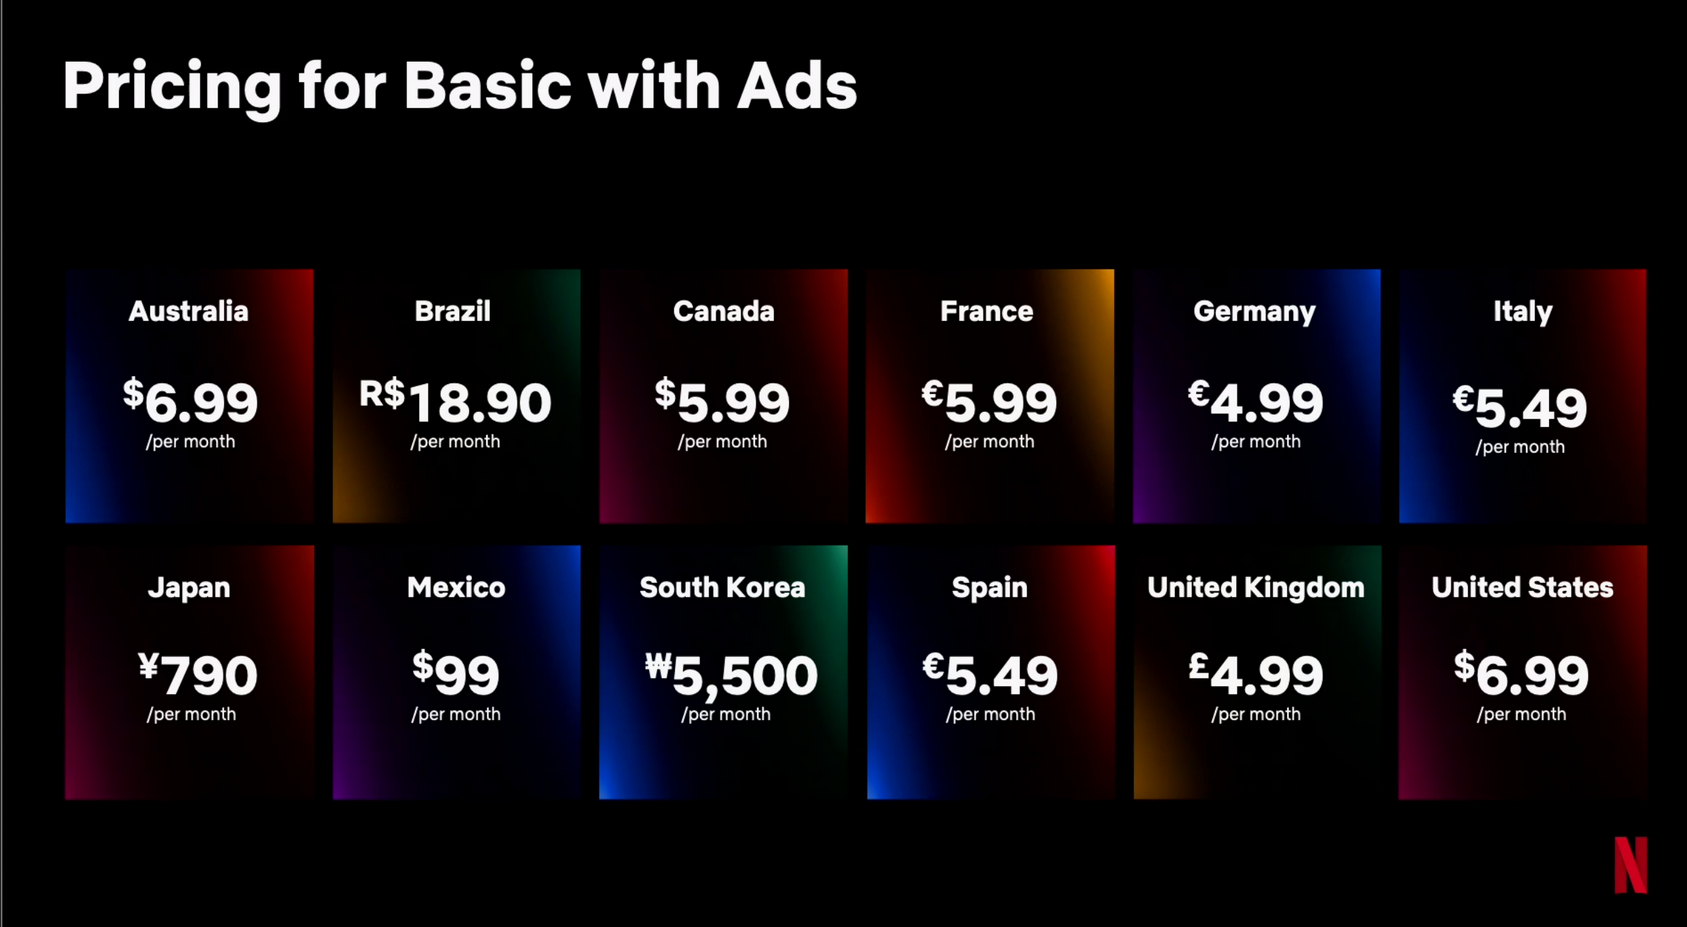 Pricing for Basic with Ads
Australia
$6.99
/per month
Brazil
R$18.90
/per month
Canada
$5.99
/per month
France
€5.99
/per month
Germany
€4.99
/per month
Italy
€5.49
/per month
Japan
¥790
/per month
Mexico
$99
/per month
South Korea
₩5,500
/per month
Spain
€5.49
/per month
United Kingdom
£4.99
/per month
United States
$6.99
/per month
N